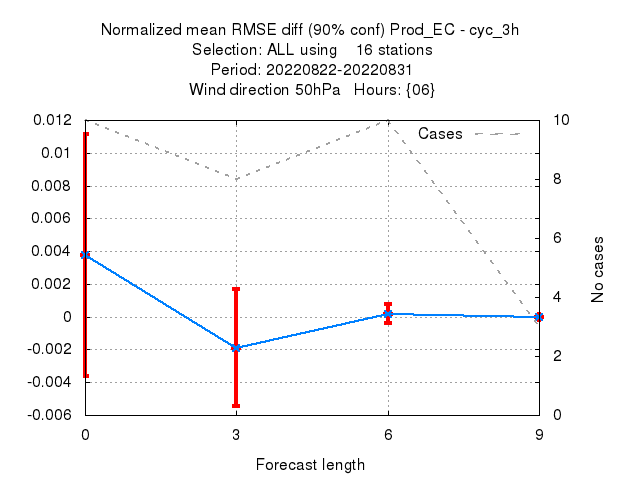 Normalized mean RMSE diff (90% conf) Prod_EC - cyc_3h
Selection: ALL using    16 stations
Period: 20220822-20220831
Wind direction 50hPa   Hours: {06}
Cases
0.012
0.01
0.008
0.006
0.004
0.002
0
-0.002
-0.004
-0.006
10
8
6
4
2
0
No cases
0 3 6 9
Forecast length